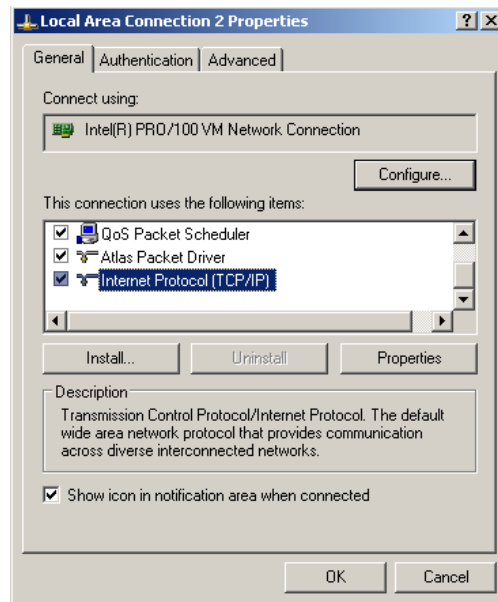 Local Area Connection 2 Properties
General Authentication Advanced
Connect using:
Intel(R) PRO/100 VM Network Connection
Configure...
This connection uses the following items:
QoS Packet Scheduler
Atlas Packet Driver
Internet Protocol (TCP/IP)
Install... Uninstall Properties
Description
Transmission Control Protocol/Internet Protocol. The default
wide area network protocol that provides communication
across diverse interconnected networks.
Show icon in notification area when connected
OK Cancel